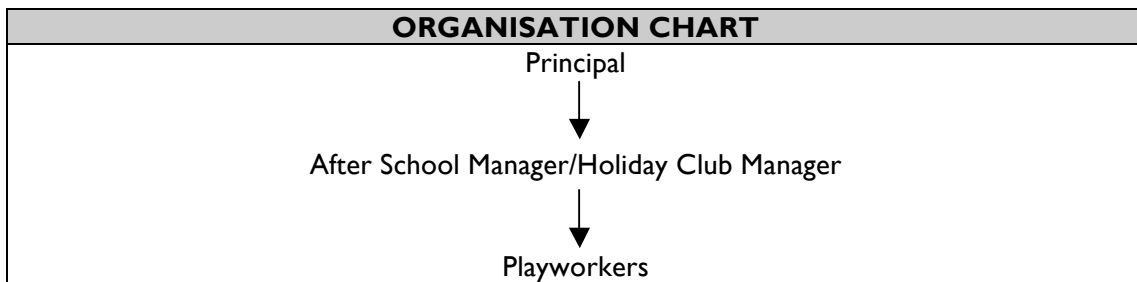 ORGANISATION CHART
Principal
After School Manager/Holiday Club Manager
Playworkers